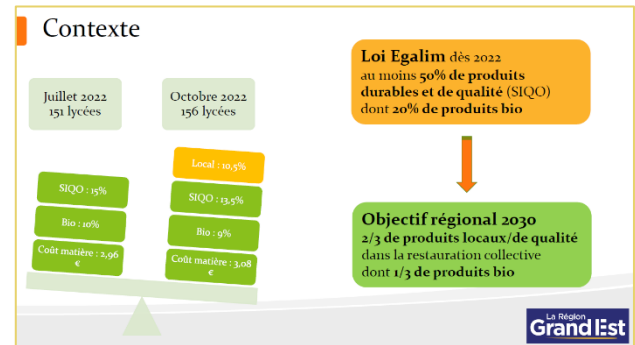 Contexte
Juillet 2022
151 lycées
SIQO : 15%
Bio : 10%
Coût matière : 2,96
€
Octobre 2022
156 lycées
Local : 10,5%
SIQO : 13,5%
Bio : 9%
Coût matière : 3,08
€
Loi Egalim dès 2022
au moins 50% de produits
durables et de qualité (SIQO)
dont 20% de produits bio
Objectif régional 2030
2/3 de produits locaux/de qualité
dans la restauration collective
dont 1/3 de produits bio
La Région
Grand Est